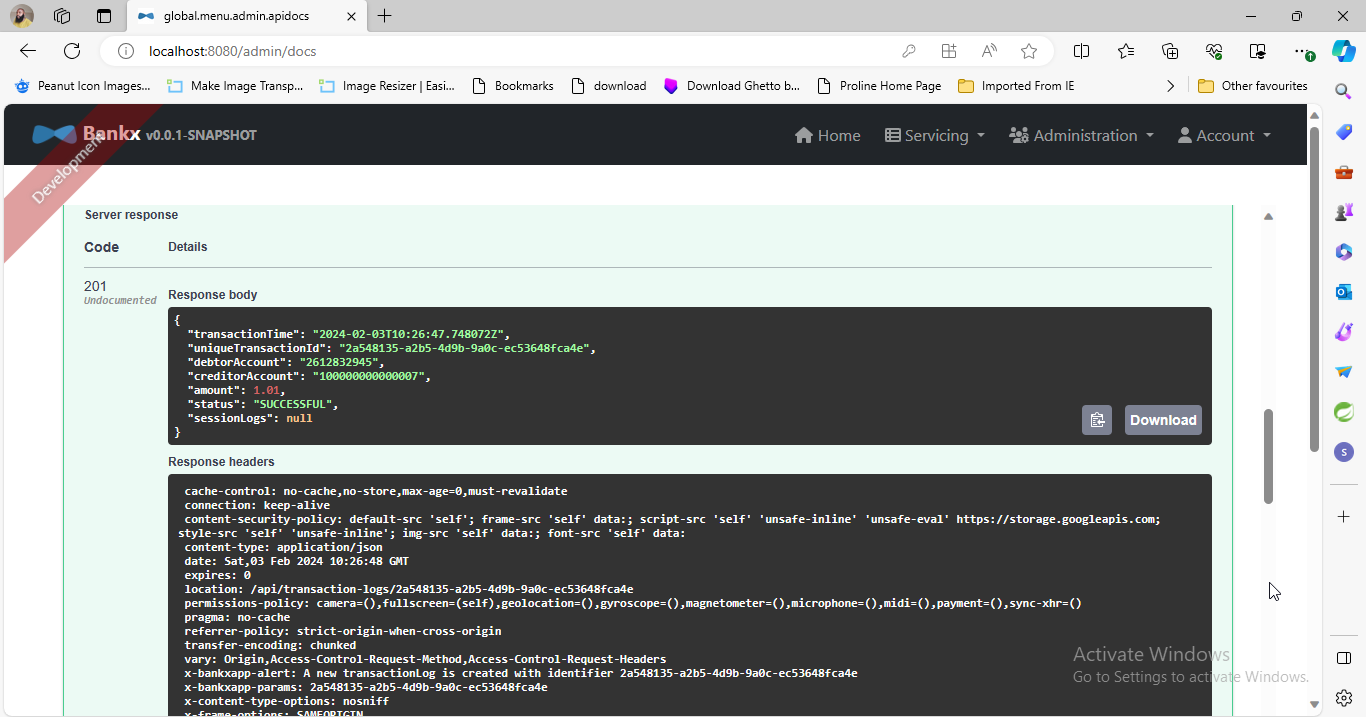 global.menu.admin.apidocs
localhost:8080/admin/docs
Peanut Icon Images... Make Image Transp... Image Resizer | Easi... Bookmarks download Download Ghetto b... Proline Home Page Imported From IE Other favourites
Bankx v0.0.1-SNAPSHOT Home Servicing Administration Account
Development
Server response
Code Details
201
Undocumented
Response body
{
"transactionTime": "2024-02-03T10:26:47.748072Z",
"uniqueTransactionId": "2a548135-a2b5-4d9b-9a0c-ec53648fca4e",
"debtorAccount": "2612832945",
"creditorAccount": "100000000000007",
"amount": 1.01,
"status": "SUCCESSFUL",
"sessionLogs": null
}
Download
Response headers
cache-control: no-cache,no-store,max-age=0,must-revalidate
connection: keep-alive
content-security-policy: default-src 'self'; frame-src 'self' data:; script-src 'self' 'unsafe-inline' 'unsafe-eval' https://storage.googleapis.com;
style-src 'self' 'unsafe-inline'; img-src 'self' data:; font-src 'self' data:
content-type: application/json
date: Sat,03 Feb 2024 10:26:48 GMT
expires: 0
location: /api/transaction-logs/2a548135-a2b5-4d9b-9a0c-ec53648fca4e
permissions-policy: camera=(),fullscreen=(self),geolocation=(),gyroscope=(),magnetometer=(),microphone=(),midi=(),payment=(),sync-xhr=()
pragma: no-cache
referrer-policy: strict-origin-when-cross-origin
transfer-encoding: chunked
vary: Origin,Access-Control-Request-Method,Access-Control-Request-Headers
x-bankxapp-alert: A new transactionLog is created with identifier 2a548135-a2b5-4d9b-9a0c-ec53648fca4e
x-bankxapp-params: 2a548135-a2b5-4d9b-9a0c-ec53648fca4e
x-content-type-options: nosniff
x-frame-options: SAMEORIGIN
Activate Windows
Go to Settings to activate Windows.
S